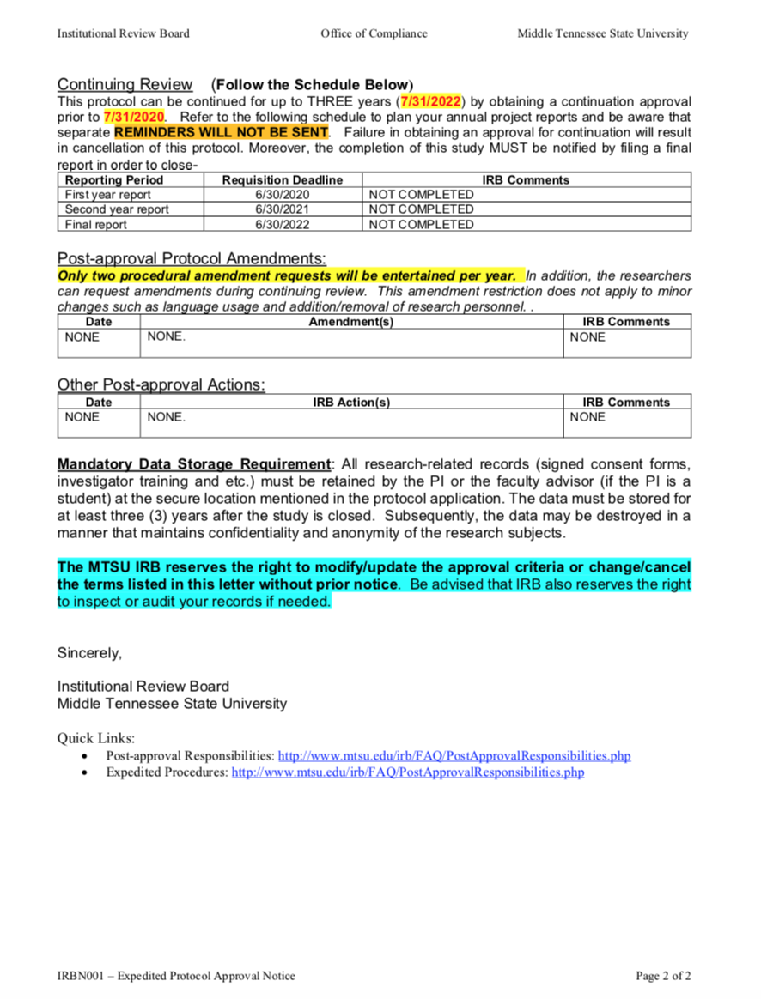 Institutional Review Board Office of Compliance Middle Tennessee State University
Continuing Review (Follow the Schedule Below)
This protocol can be continued for up to THREE years (7/31/2022) by obtaining a continuation approval
prior to 7/31/2020. Refer to the following schedule to plan your annual project reports and be aware that
separate REMINDERS WILL NOT BE SENT. Failure in obtaining an approval for continuation will result
in cancellation of this protocol. Moreover, the completion of this study MUST be notified by filing a final
report in order to close-
Reporting Period Requisition Deadline IRB Comments
First year report 6/30/2020 NOT COMPLETED
Second year report 6/30/2021 NOT COMPLETED
Final report 6/30/2022 NOT COMPLETED
Post-approval Protocol Amendments:
Only two procedural amendment requests will be entertained per year. In addition, the researchers
can request amendments during continuing review. This amendment restriction does not apply to minor
changes such as language usage and addition/removal of research personnel. .
Date Amendment(s) IRB Comments
NONE NONE. NONE
Other Post-approval Actions:
Date IRB Action(s) IRB Comments
NONE NONE. NONE
Mandatory Data Storage Requirement: All research-related records (signed consent forms,
investigator training and etc.) must be retained by the PI or the faculty advisor (if the PI is a
student) at the secure location mentioned in the protocol application. The data must be stored for
at least three (3) years after the study is closed. Subsequently, the data may be destroyed in a
manner that maintains confidentiality and anonymity of the research subjects.
The MTSU IRB reserves the right to modify/update the approval criteria or change/cancel
the terms listed in this letter without prior notice. Be advised that IRB also reserves the right
to inspect or audit your records if needed.
Sincerely,
Institutional Review Board
Middle Tennessee State University
Quick Links:
• Post-approval Responsibilities: http://www.mtsu.edu/irb/FAQ/PostApprovalResponsibilities.php
• Expedited Procedures: http://www.mtsu.edu/irb/FAQ/PostApprovalResponsibilities.php
IRBN001 – Expedited Protocol Approval Notice Page 2 of 2